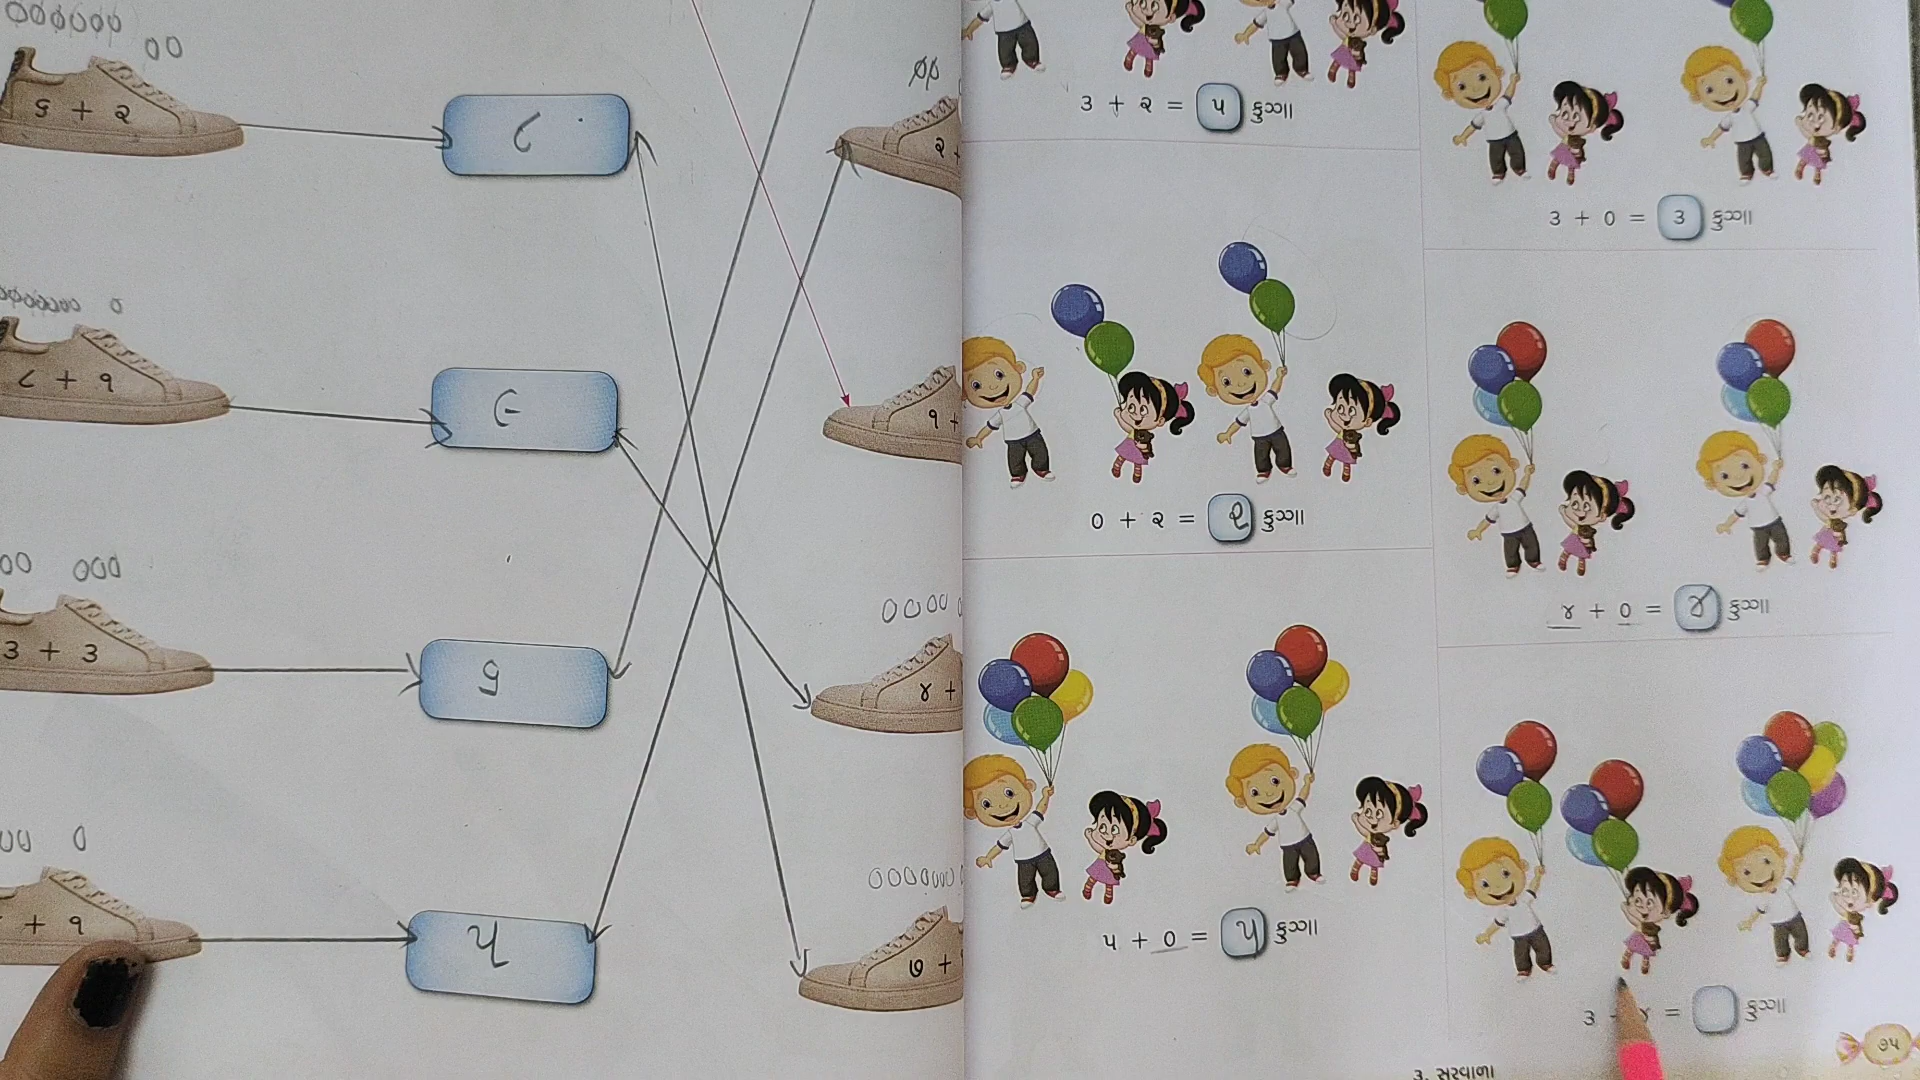 ૬ + ૨
૮
૮ + ૧
૯
૩ + ૩
૬
+ ૧
૫
૨ +
૧ +
૪ +
૭ +
૩ + ૨ = ૫ ફુગ્ગા
૦ + ૨ = ૨ ફુગ્ગા
૫ + ૦ = ૫ ફુગ્ગા
૩ + ૦ = ૩ ફુગ્ગા
૪ + ૦ = ૪ ફુગ્ગા
૩ + ૪ = ફુગ્ગા
૩. સરવાળા
૭૫